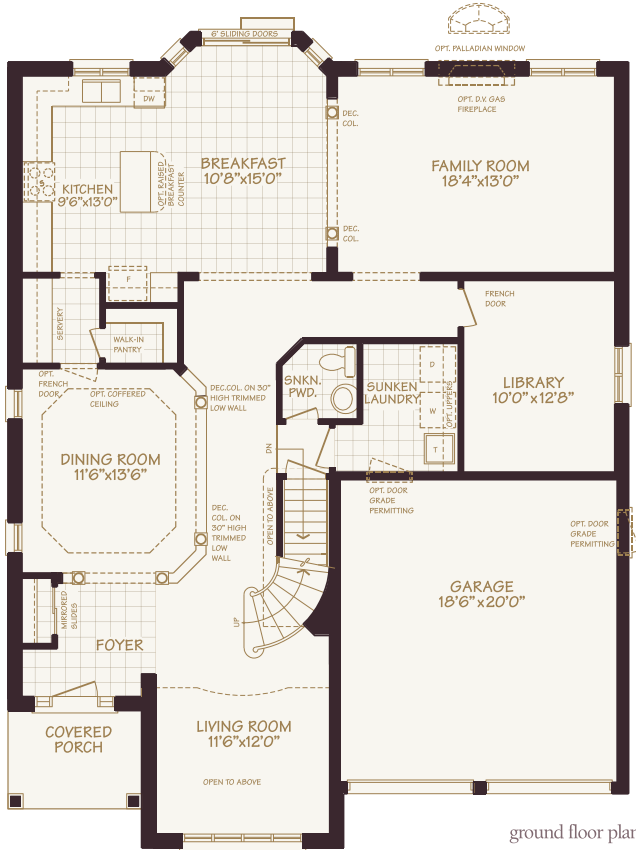 6' SLIDING DOORS
OPT. PALLADIAN WINDOW
DW
OPT. D.V. GAS
FIREPLACE
DEC.
COL.
BREAKFAST
10'8"x15'0"
FAMILY ROOM
18'4"x13'0"
S
KITCHEN
9'6"x13'0"
OPT. RAISED
BREAKFAST
COUNTER
DEC.
COL.
F
FRENCH
DOOR
SERVERY
WALK-IN
PANTRY
OPT.
FRENCH
DOOR
OPT. COFFERED
CEILING
DEC.COL. ON 30"
HIGH TRIMMED
LOW WALL
SNKN.
PWD.
SUNKEN
LAUNDRY
D
W
T
OPT. UPPERS
LIBRARY
10'0"x12'8"
DINING ROOM
11'6"x13'6"
DN
OPEN TO ABOVE
DEC.
COL. ON
30" HIGH
TRIMMED
LOW
WALL
OPT. DOOR
GRADE
PERMITTING
OPT. DOOR
GRADE
PERMITTING
GARAGE
18'6"x20'0"
MIRRORED
SLIDES
FOYER
UP
COVERED
PORCH
LIVING ROOM
11'6"x12'0"
OPEN TO ABOVE
ground floor plan